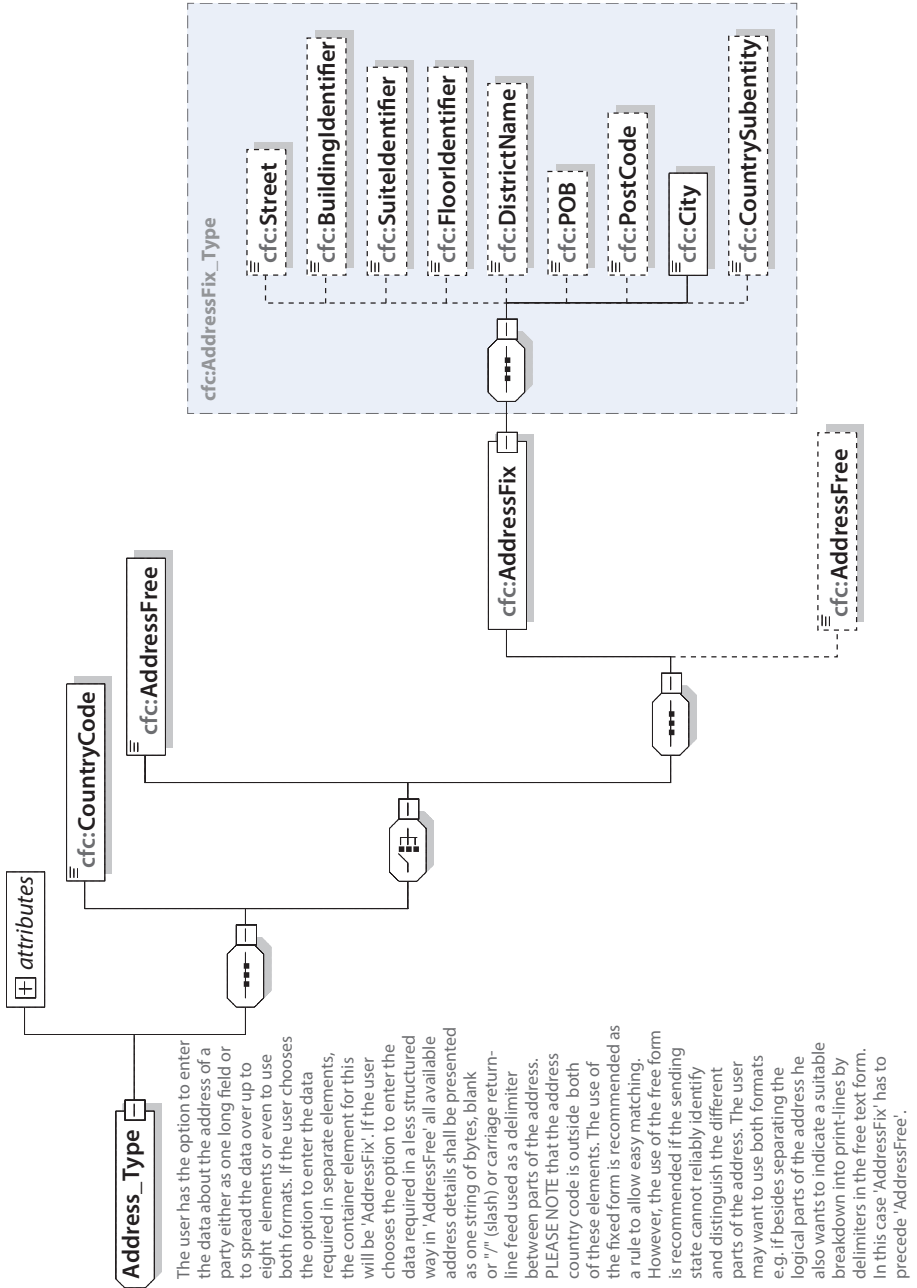 Address_Type
attributes
The user has the option to enter
the data about the address of a
party either as one long field or
to spread the data over up to
eight elements or even to use
both formats. If the user chooses
the option to enter the data
required in separate elements,
the container element for this
will be 'AddressFix'. If the user
chooses the option to enter the
data required in a less structured
way in 'AddressFree' all available
address details shall be presented
as one string of bytes, blank
or "/" (slash) or carriage return-
line feed used as a delimiter
between parts of the address.
PLEASE NOTE that the address
country code is outside both
of these elements. The use of
the fixed form is recommended as
a rule to allow easy matching.
However, the use of the free form
is recommended if the sending
state cannot reliably identify
and distinguish the different
parts of the address. The user
may want to use both formats
e.g. if besides separating the
logical parts of the address he
also wants to indicate a suitable
breakdown into print-lines by
delimiters in the free text form.
In this case 'AddressFix' has to
precede 'AddressFree'.
cfc:CountryCode
cfc:AddressFree
cfc:AddressFix
cfc:AddressFree
cfc:AddressFix_Type
cfc:Street
cfc:BuildingIdentifier
cfc:SuiteIdentifier
cfc:FloorIdentifier
cfc:DistrictName
cfc:POB
cfc:PostCode
cfc:City
cfc:CountrySubentity